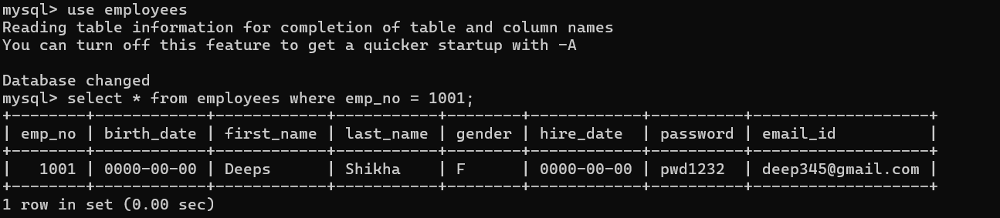 mysql> use employees
Reading table information for completion of table and column names
You can turn off this feature to get a quicker startup with -A

Database changed
mysql> select * from employees where emp_no = 1001;
+--------+------------+------------+-----------+--------+------------+----------+-------------------+
| emp_no | birth_date | first_name | last_name | gender | hire_date  | password | email_id          |
+--------+------------+------------+-----------+--------+------------+----------+-------------------+
|   1001 | 0000-00-00 | Deeps      | Shikha    | F      | 0000-00-00 | pwd1232  | deep345@gmail.com |
+--------+------------+------------+-----------+--------+------------+----------+-------------------+
1 row in set (0.00 sec)